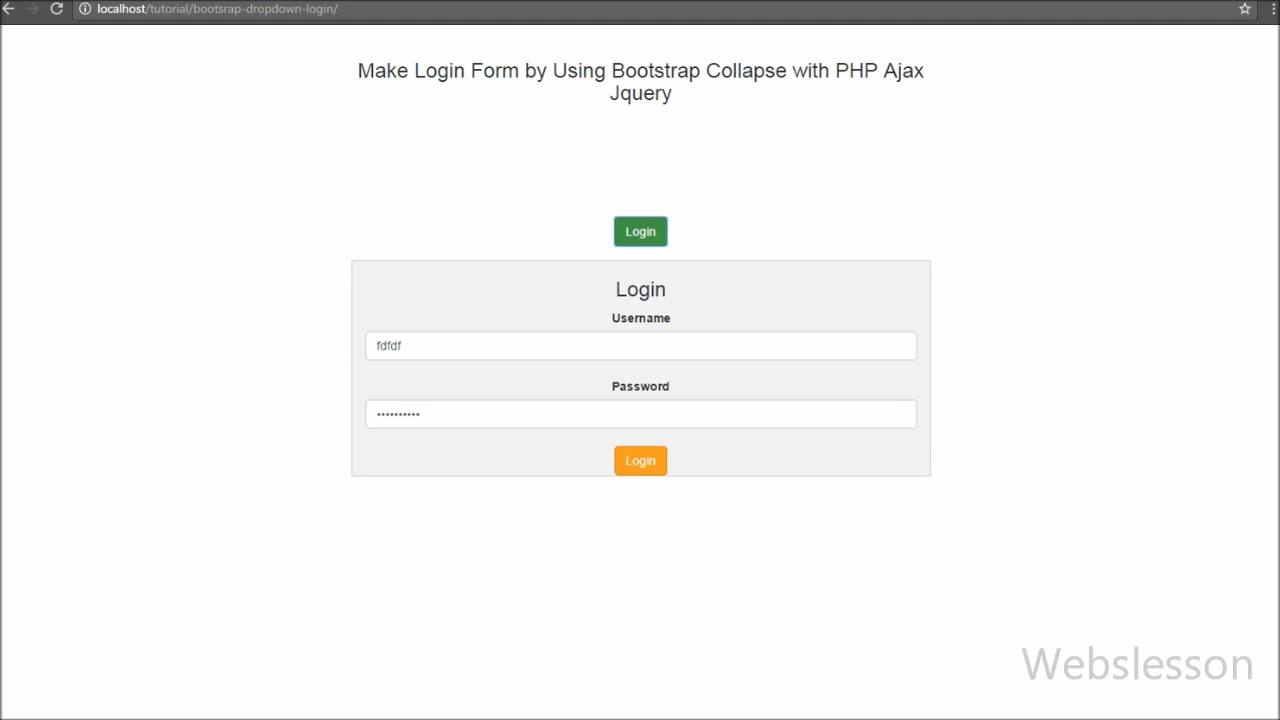 localhost/tutorial/bootsrap-dropdown-login/
Make Login Form by Using Bootstrap Collapse with PHP Ajax
Jquery
Login
Login
Username
fdfdf
Password
••••••••••
Login
Webslesson